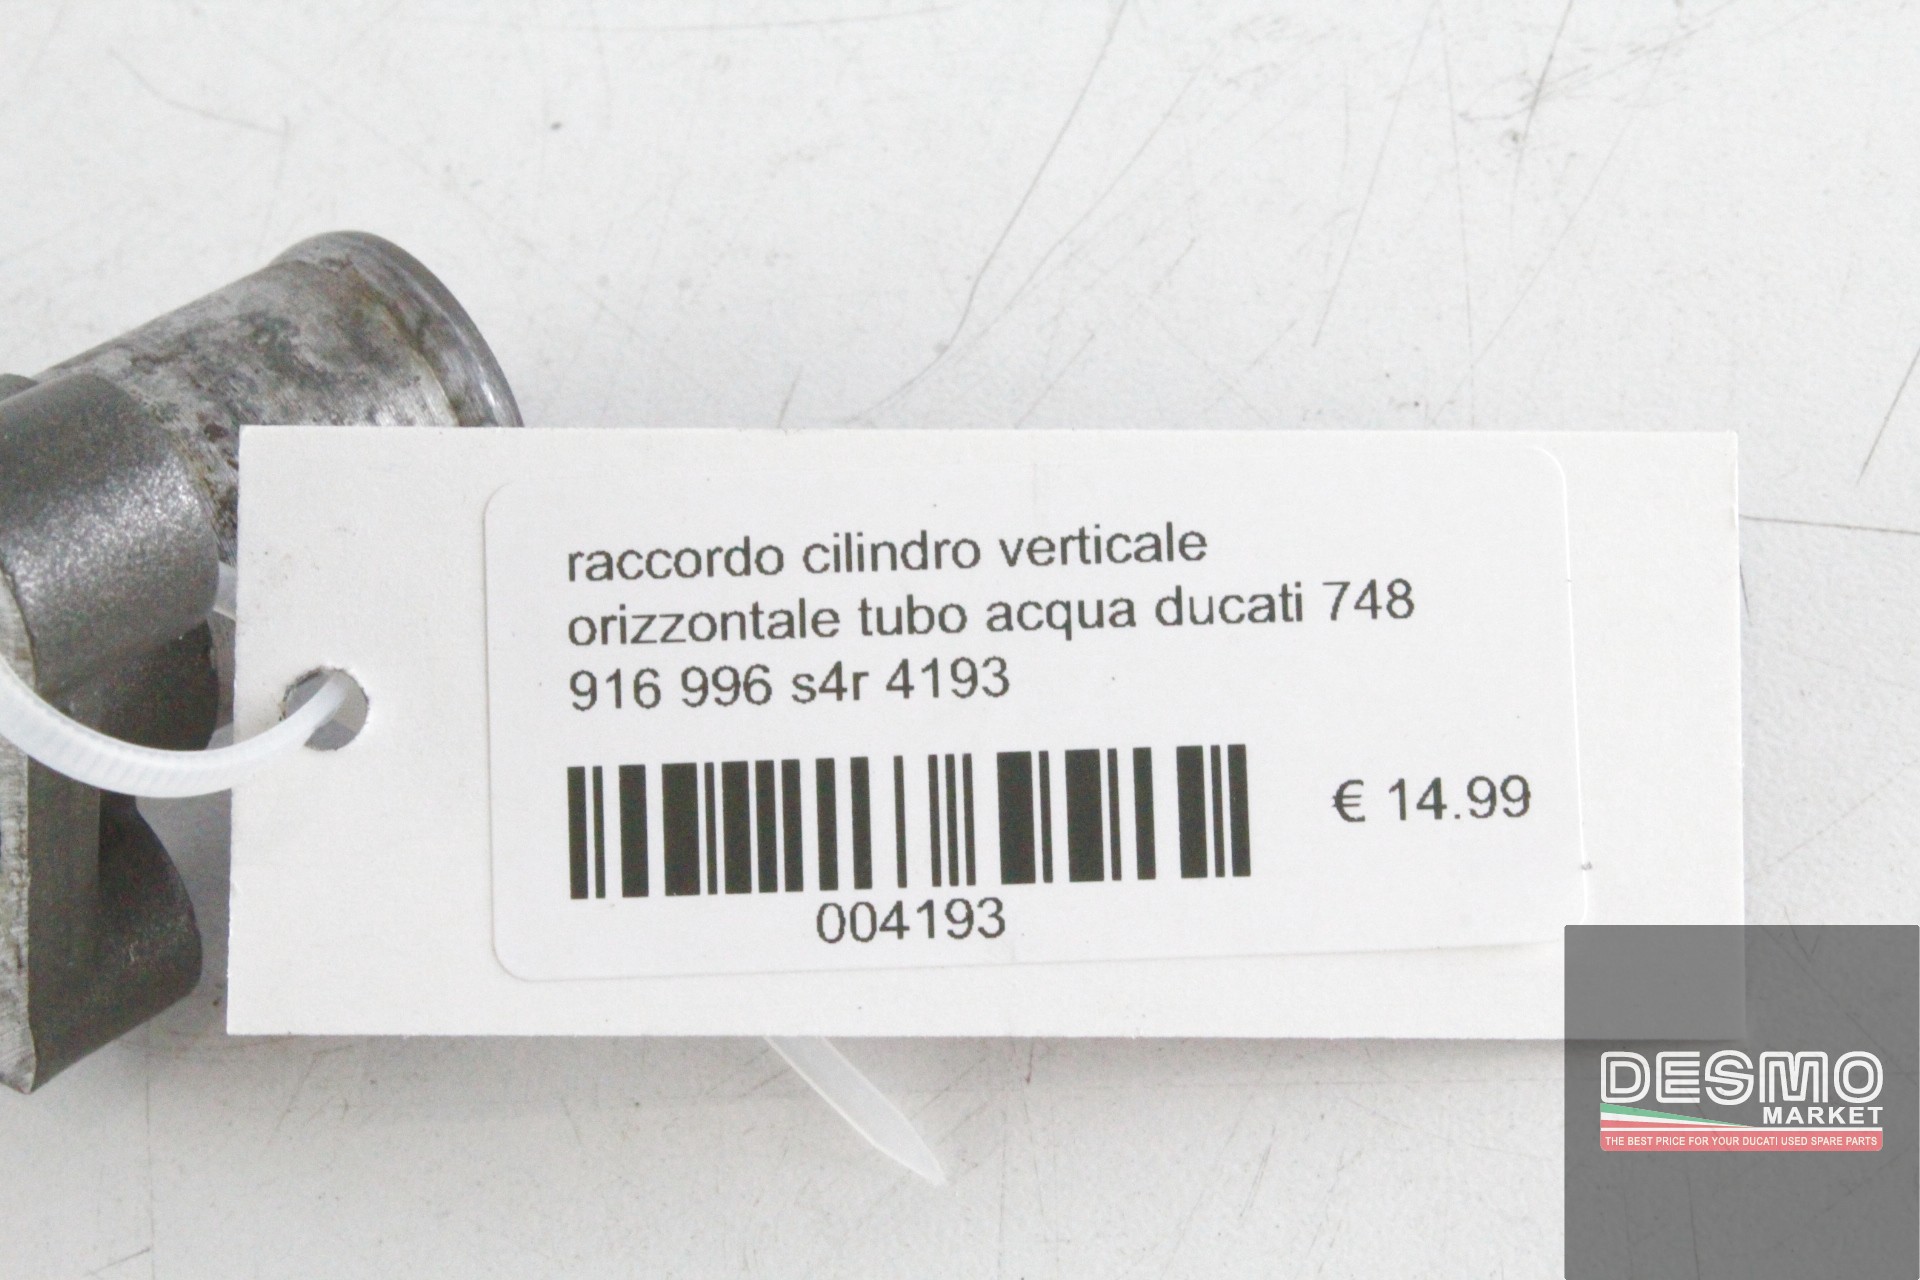 raccordo cilindro verticale
orizzontale tubo acqua ducati 748
916 996 s4r 4193
€ 14.99
004193
DESMO
MARKET
THE BEST PRICE FOR YOUR DUCATI USED SPARE PARTS